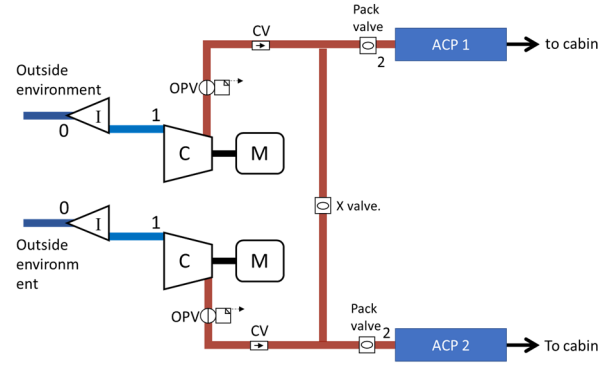 Pack
CV
valve
ACP 1
to cabin
2
Outside
environment
OPV
0
I
1
C
M
0
I
1
X valve.
Outside
environm
ent
C
M
OPV
CV
Pack
valve
2
ACP 2
To cabin